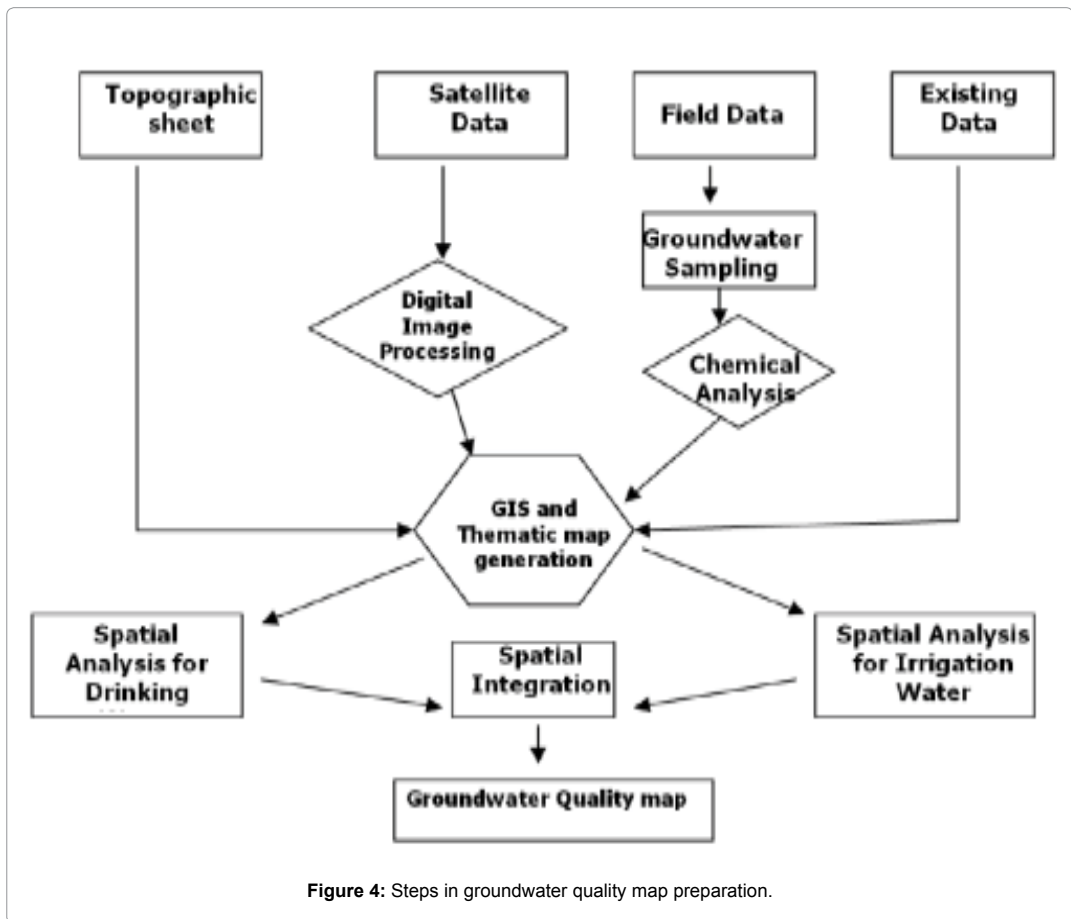 Topographic
sheet
Satellite
Data
Field Data
Existing
Data
Groundwater
Sampling
Digital
Image
Processing
Chemical
Analysis
GIS and
Thematic map
generation
Spatial
Analysis for
Drinking
Spatial
Integration
Spatial Analysis
for Irrigation
Water
Groundwater Quality map
Figure 4: Steps in groundwater quality map preparation.